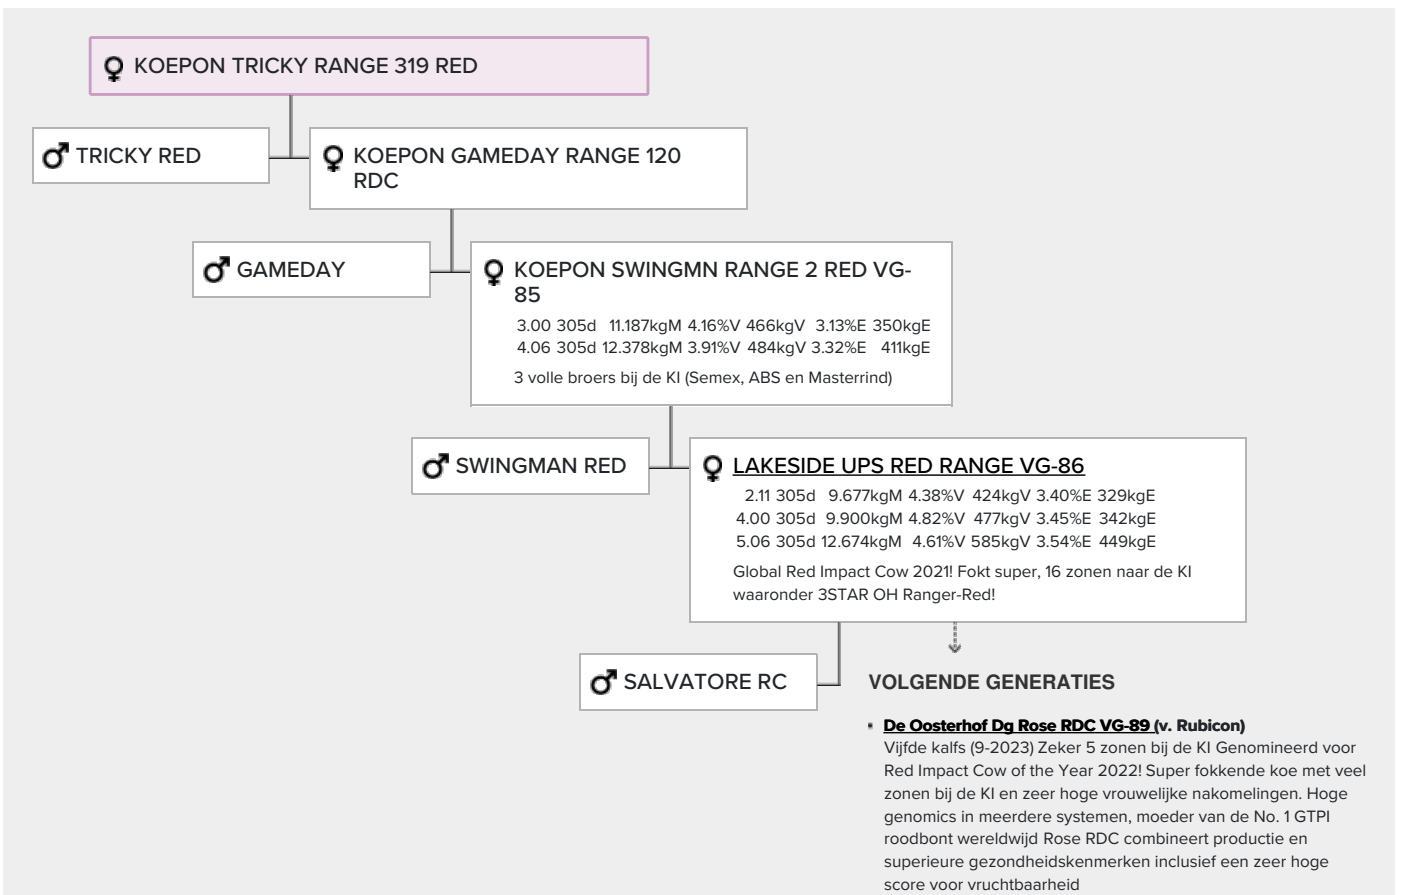 KOEPON TRICKY RANGE 319 RED
TRICKY RED
KOEPON GAMEDAY RANGE 120
RDC
GAMEDAY
KOEPON SWINGMN RANGE 2 RED VG-
85
3.00 305d 11.187kgM 4.16%V 466kgV 3.13%E 350kgE
4.06 305d 12.378kgM 3.91%V 484kgV 3.32%E 411kgE
3 volle broers bij de KI (Semex, ABS en Masterrind)
SWINGMAN RED
LAKESIDE UPS RED RANGE VG-86
2.11 305d 9.677kgM 4.38%V 424kgV 3.40%E 329kgE
4.00 305d 9.900kgM 4.82%V 477kgV 3.45%E 342kgE
5.06 305d 12.674kgM 4.61%V 585kgV 3.54%E 449kgE
Global Red Impact Cow 2021! Fokt super, 16 zonen naar de KI
waaronder 3STAR OH Ranger-Red!
SALVATORE RC
VOLGENDE GENERATIES
De Oosterhof Dg Rose RDC VG-89 (v. Rubicon)
Vijfde kalfs (9-2023) Zeker 5 zonen bij de KI Genomineerd voor
Red Impact Cow of the Year 2022! Super fokkende koe met veel
zonen bij de KI en zeer hoge vrouwelijke nakomelingen. Hoge
genomics in meerdere systemen, moeder van de No. 1 GTPI
roodbont wereldwijd Rose RDC combineert productie en
superieure gezondheidskenmerken inclusief een zeer hoge
score voor vruchtbaarheid